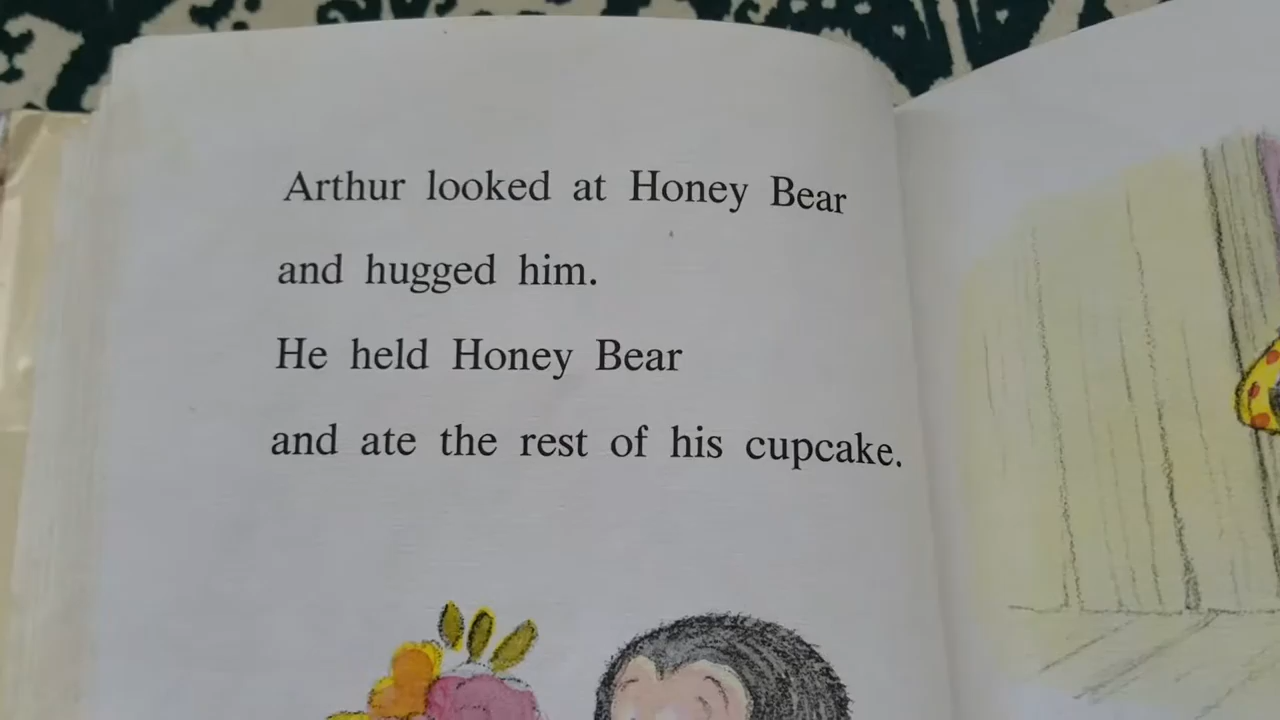 Arthur looked at Honey Bear
and hugged him.
He held Honey Bear
and ate the rest of his cupcake.